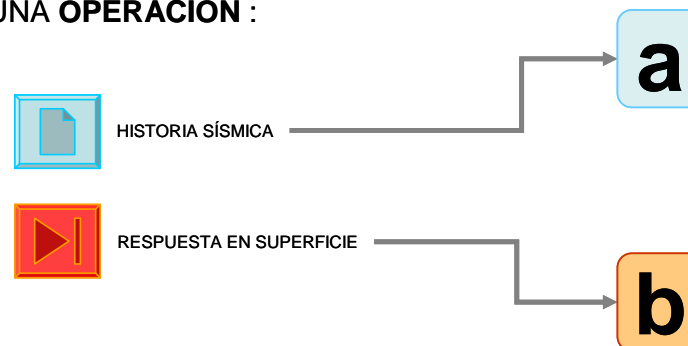 UNA OPERACIÓN :
a
HISTORIA SÍSMICA
RESPUESTA EN SUPERFICIE
b